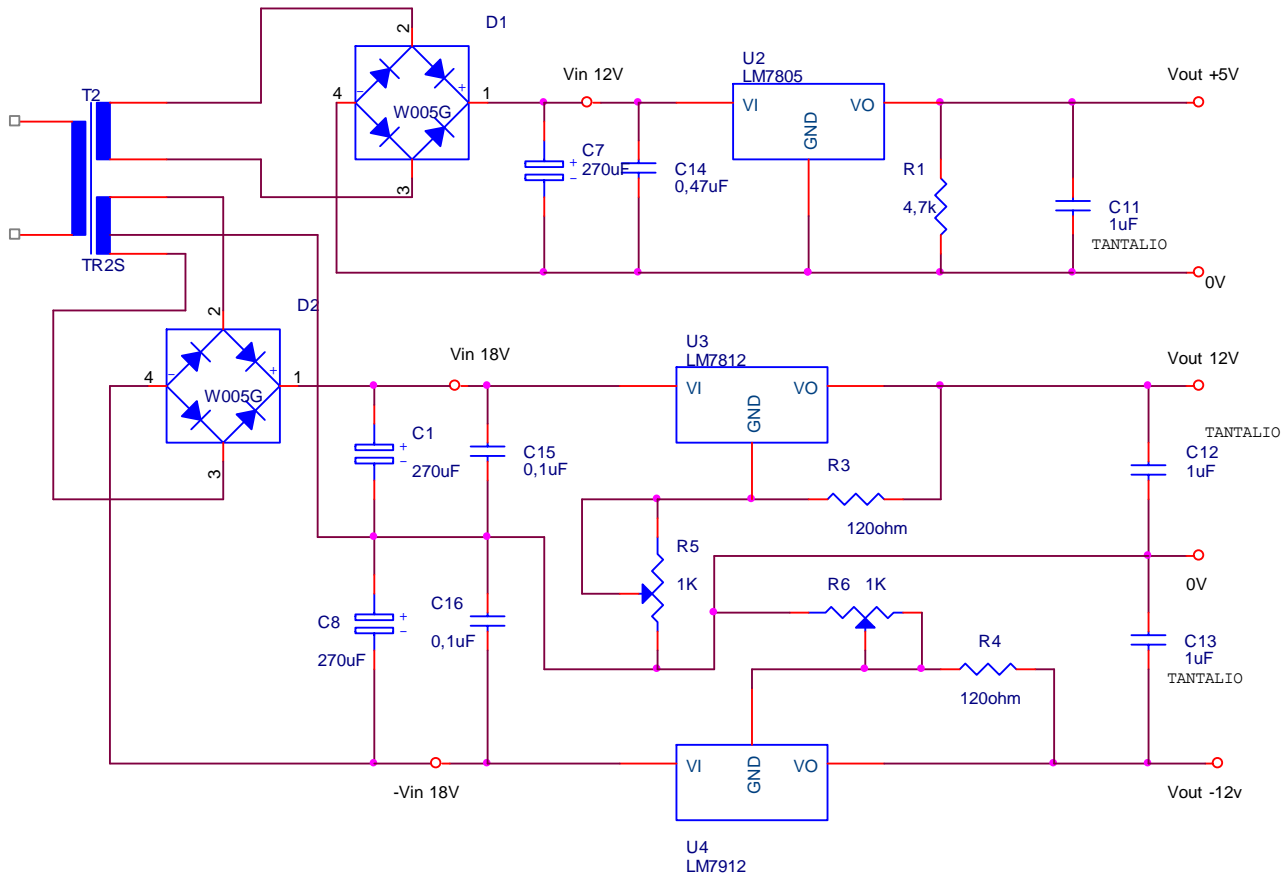 D1
2
U2
LM7805
Vin 12V
Vout +5V
T2
4
−
+
1
W005G
VI
VO
GND
3
C7
+
270uF
−
C14
0,47uF
R1
4,7k
C11
1uF
TANTALIO
TR2S
0V
D2
2
U3
LM7812
Vin 18V
Vout 12V
4
−
+
1
W005G
VI
VO
GND
3
C1
+
−
270uF
C15
0,1uF
R3
120ohm
TANTALIO
C12
1uF
R5
1K
0V
R6 1K
C8
+
−
270uF
C16
0,1uF
R4
120ohm
C13
1uF
TANTALIO
-Vin 18V
VI
VO
GND
Vout -12v
U4
LM7912